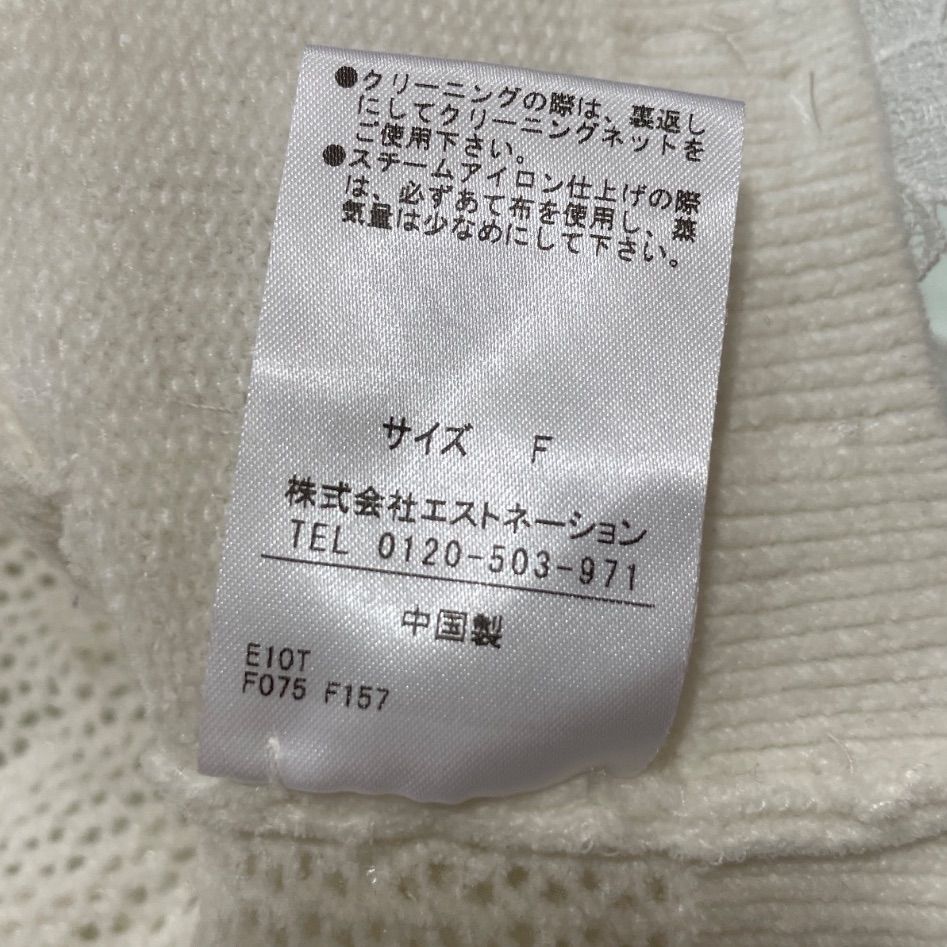 ●クリーニングの際は、裏返し
にしてクリーニングネットを
ご使用下さい。
●スチームアイロン仕上げの際
は、必ずあて布を使用し、蒸
気量は少なめにして下さい。
サイズ F
株式会社エストネーション
TEL 0120-503-971
中国製
E10T
F075 F157